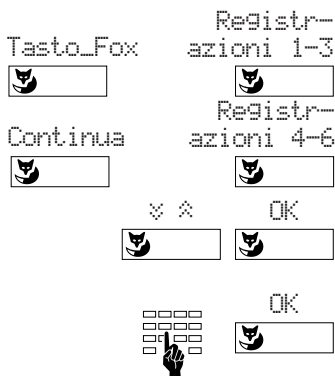 Registr-
Tasto_Fox azioni 1-3
Registr-
Continua azioni 4-6
OK
OK